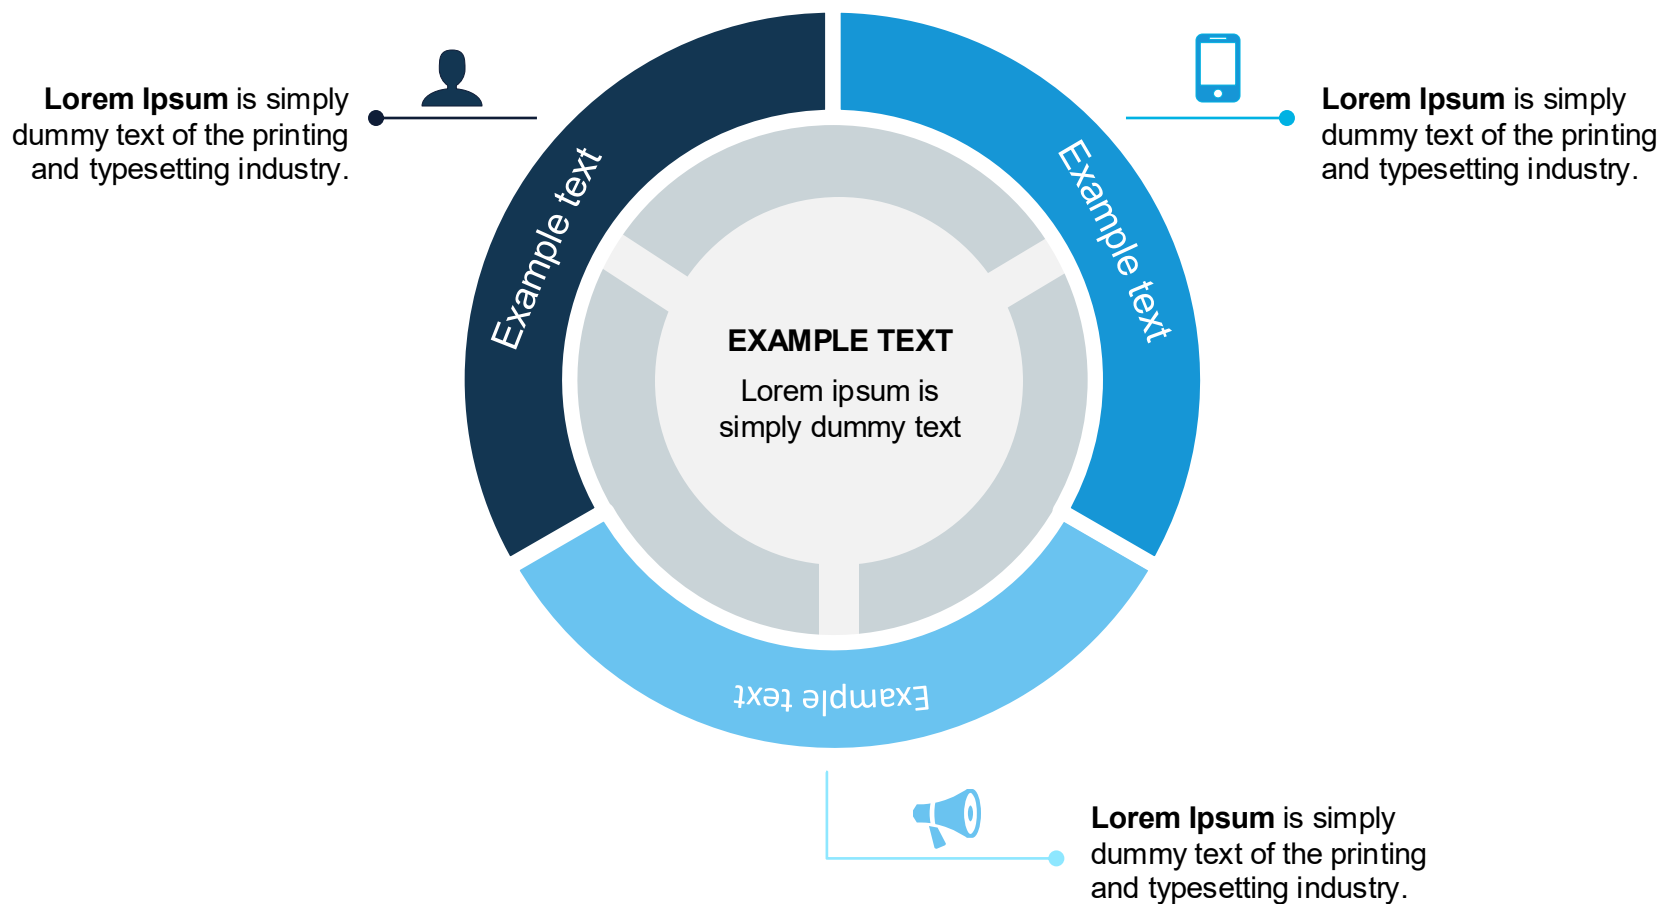 Lorem Ipsum is simply
dummy text of the printing
and typesetting industry.
Lorem Ipsum is simply
dummy text of the printing
and typesetting industry.
Example text
Example text
EXAMPLE TEXT
Lorem ipsum is
simply dummy text
Example text
Lorem Ipsum is simply
dummy text of the printing
and typesetting industry.